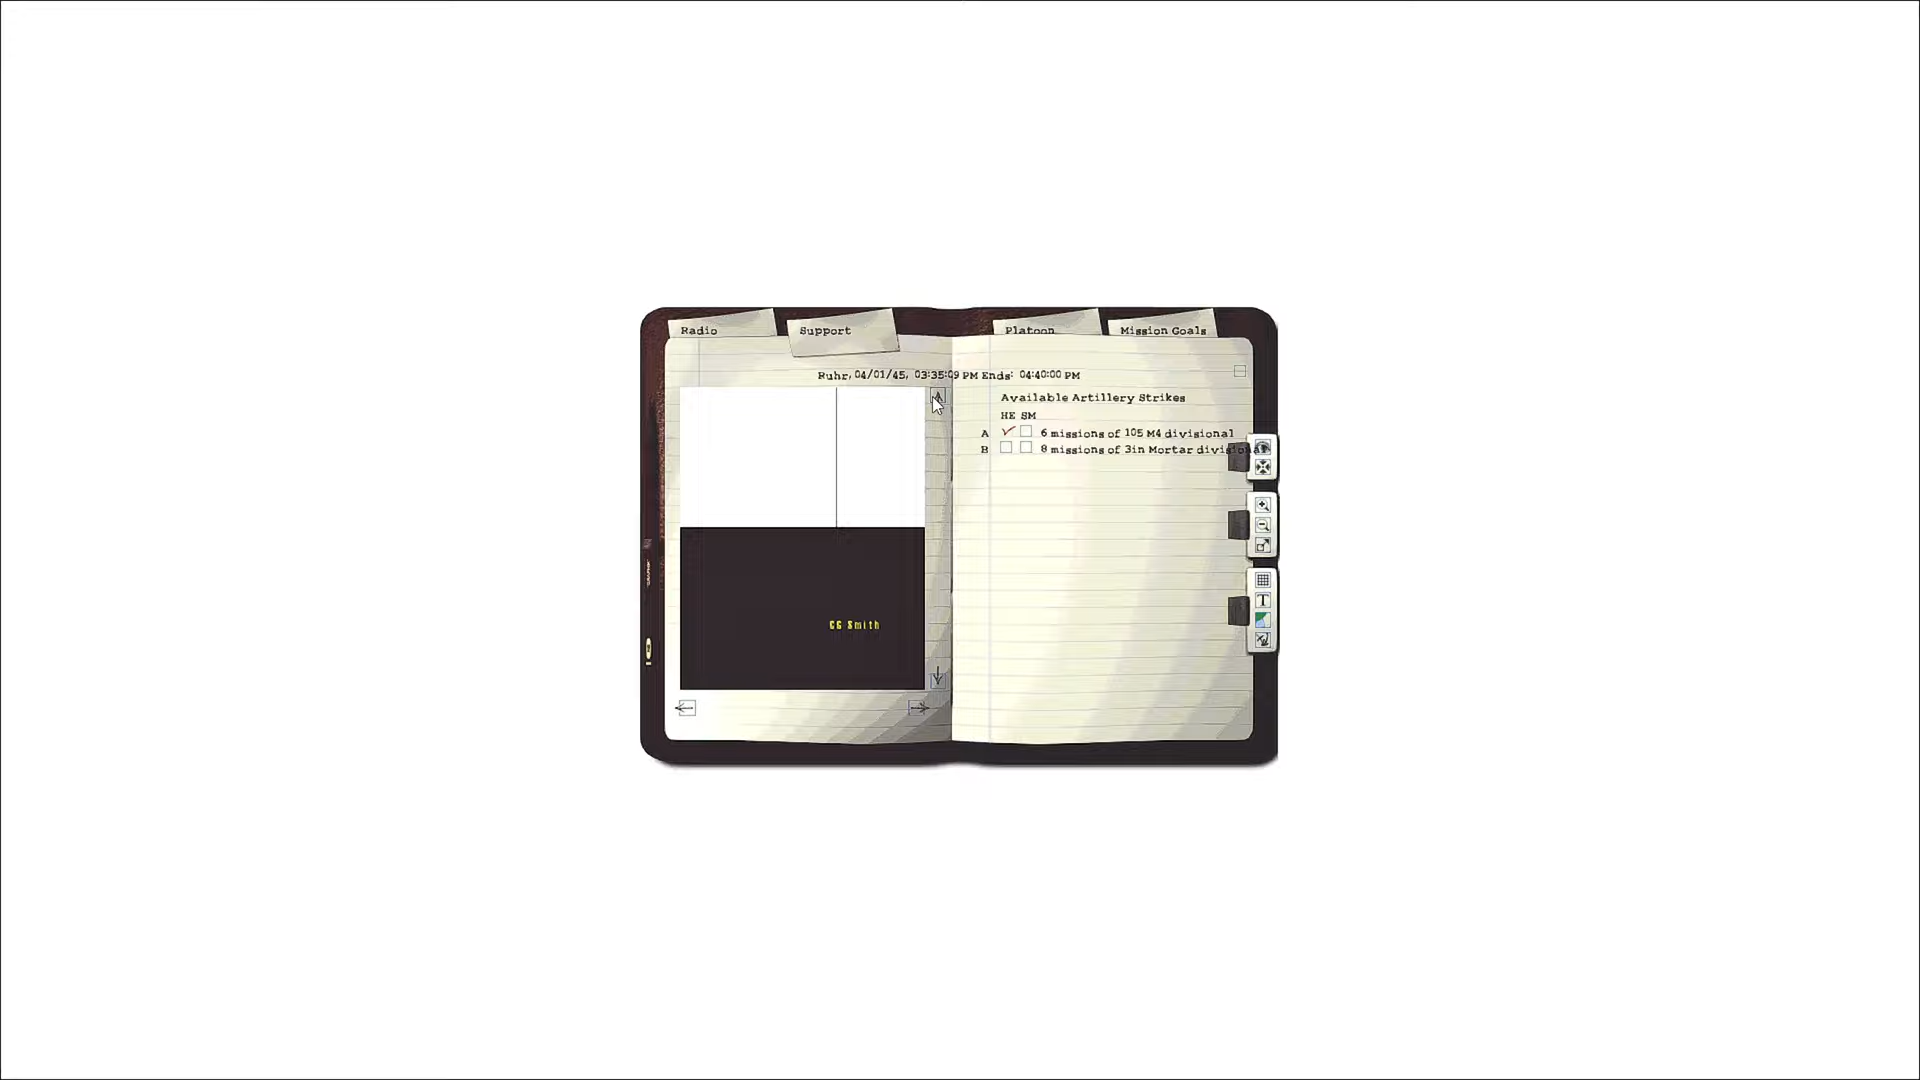 Radio
Support
Platoon
Mission Goals
Ruhr, 04/01/45, 03:35:09 PM Ends: 04:40:00 PM
Available Artillery Strikes
HE SM
A 6 missions of 105 M4 divisional
B 8 missions of 3in Mortar divisional
CG Smith
T